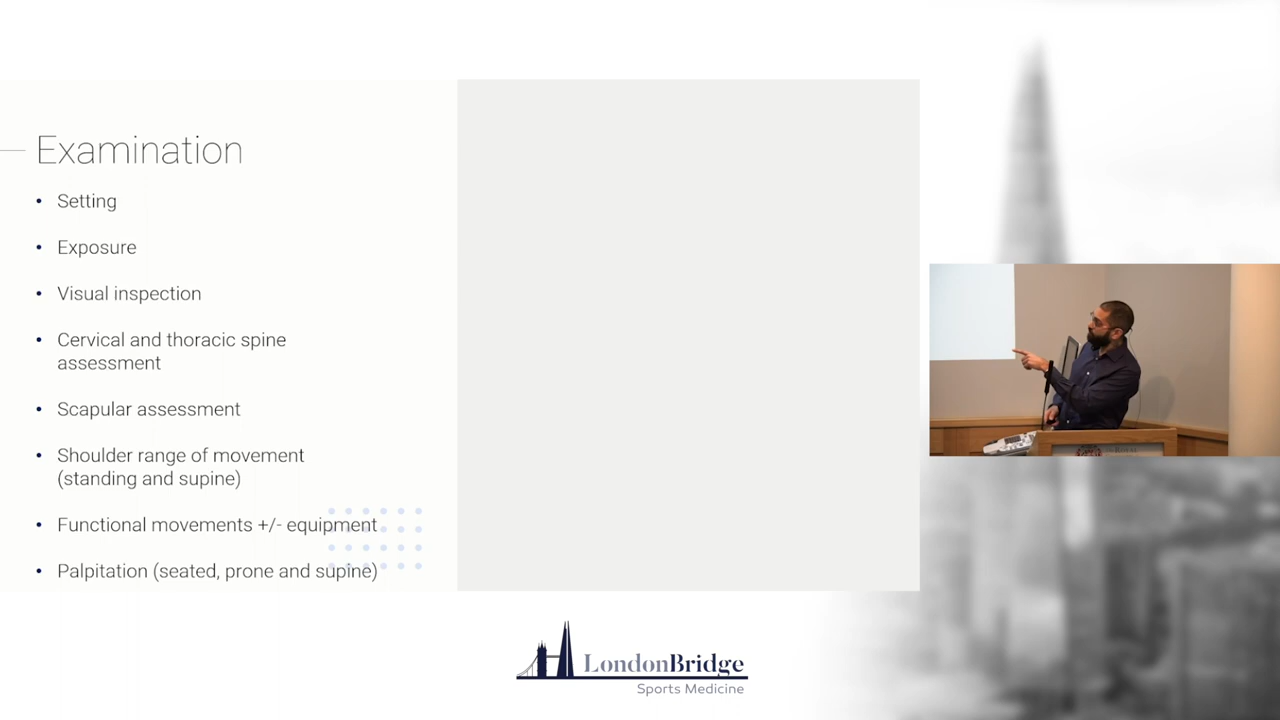 Examination
• Setting
• Exposure
• Visual inspection
• Cervical and thoracic spine
assessment
• Scapular assessment
• Shoulder range of movement
(standing and supine)
• Functional movements +/- equipment
• Palpitation (seated, prone and supine)
LondonBridge
Sports Medicine